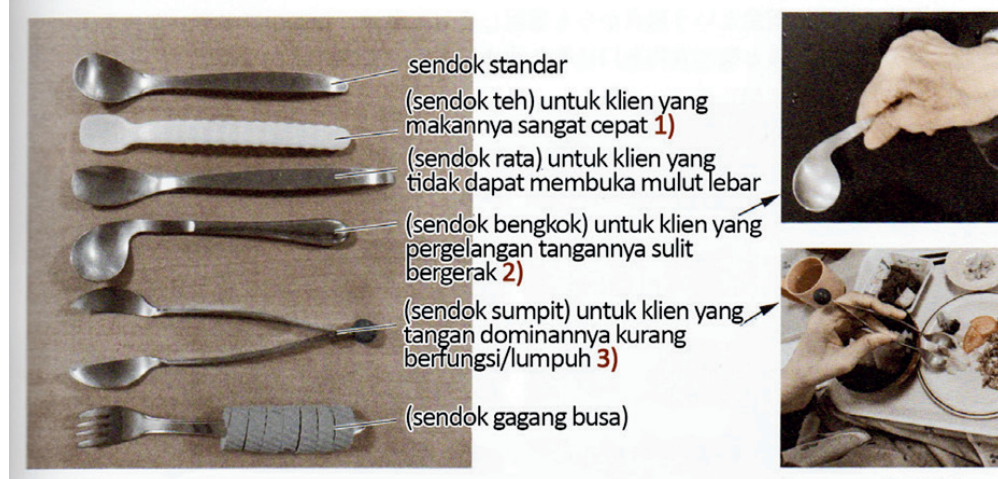 sendok standar
(sendok teh) untuk klien yang
makannya sangat cepat 1)
(sendok rata) untuk klien yang
tidak dapat membuka mulut lebar
(sendok bengkok) untuk klien yang
pergelangan tangannya sulit
bergerak 2)
(sendok sumpit) untuk klien yang
tangan dominannya kurang
berfungsi/lumpuh 3)
(sendok gagang busa)